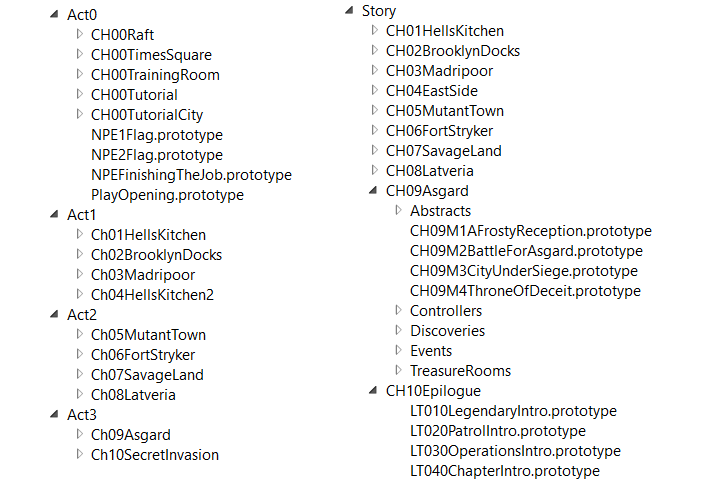 Act0
CH00Raft
CH00TimesSquare
CH00TrainingRoom
CH00Tutorial
CH00TutorialCity
NPE1Flag.prototype
NPE2Flag.prototype
NPEFinishingTheJob.prototype
PlayOpening.prototype
Act1
Ch01HellsKitchen
Ch02BrooklynDocks
Ch03Madripoor
Ch04HellsKitchen2
Act2
Ch05MutantTown
Ch06FortStryker
Ch07SavageLand
Ch08Latveria
Act3
Ch09Asgard
Ch10SecretInvasion
Story
CH01HellsKitchen
CH02BrooklynDocks
CH03Madripoor
CH04EastSide
CH05MutantTown
CH06FortStryker
CH07SavageLand
CH08Latveria
CH09Asgard
Abstracts
CH09M1AFrostyReception.prototype
CH09M2BattleForAsgard.prototype
CH09M3CityUnderSiege.prototype
CH09M4ThroneOfDeceit.prototype
Controllers
Discoveries
Events
TreasureRooms
CH10Epilogue
LT010LegendaryIntro.prototype
LT020PatrolIntro.prototype
LT030OperationsIntro.prototype
LT040ChapterIntro.prototype